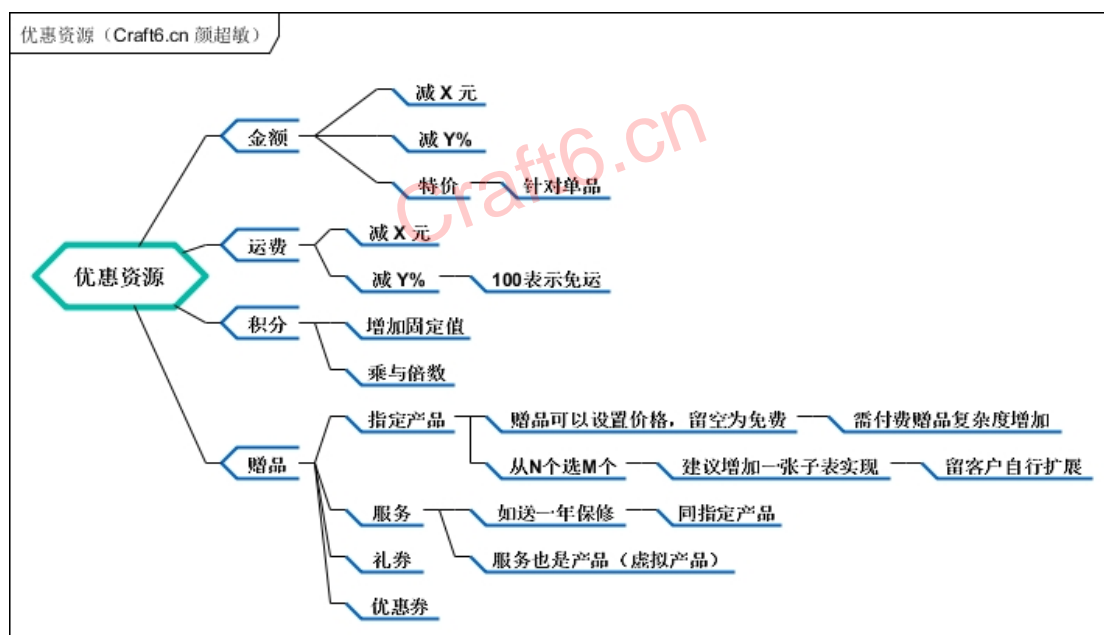 优惠资源（Craft6.cn 颜超敏）
减 X 元
金额
减 Y%
特价
针对单品
Craft6.cn
运费
减 X 元
优惠资源
减 Y%
100表示免运
积分
增加固定值
乘与倍数
指定产品
赠品可以设置价格，留空为免费
需付费赠品复杂度增加
赠品
从N个选M个
建议增加一张子表实现
留客户自行扩展
服务
如送一年保修
同指定产品
礼券
服务也是产品（虚拟产品）
优惠券